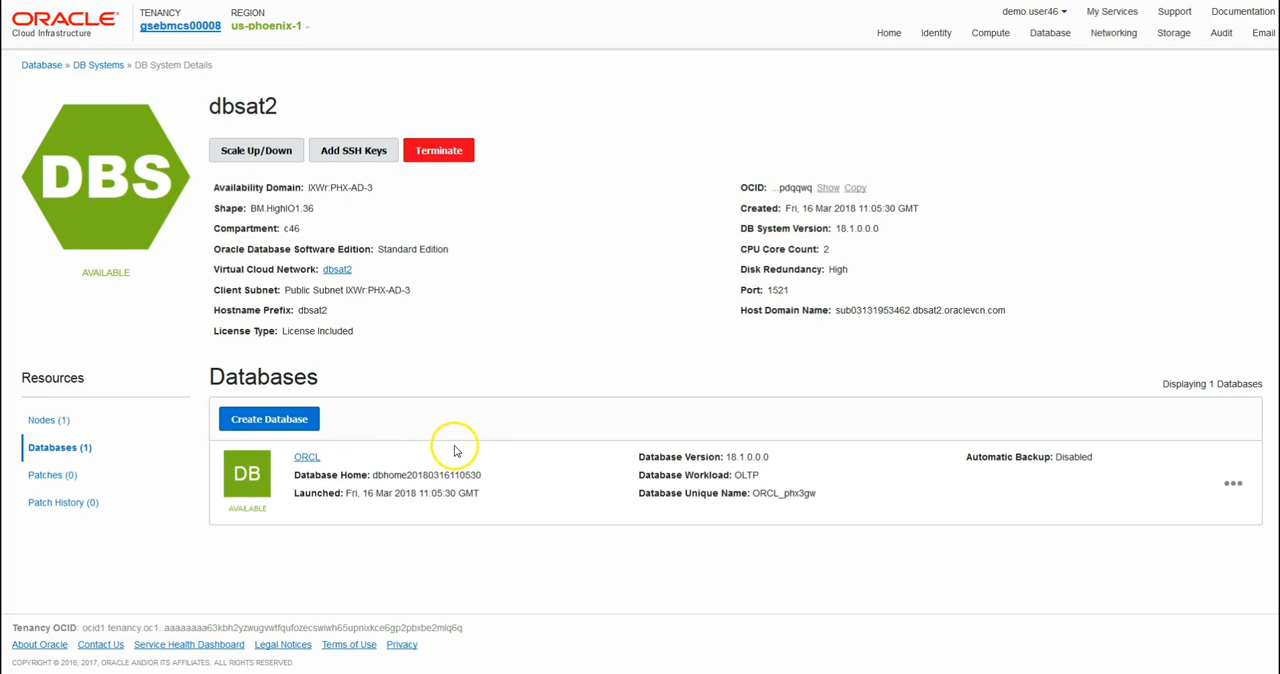 ORACLE®
Cloud Infrastructure
TENANCY
gsebmcs00008
REGION
us-phoenix-1
demo.user46
My Services
Support
Documentation
Home
Identity
Compute
Database
Networking
Storage
Audit
Email
Database » DB Systems » DB System Details
DBS
AVAILABLE
dbsat2
Scale Up/Down
Add SSH Keys
Terminate
Availability Domain: IXWr:PHX-AD-3
Shape: BM.HighIO1.36
Compartment: c46
Oracle Database Software Edition: Standard Edition
Virtual Cloud Network: dbsat2
Client Subnet: Public Subnet IXWr:PHX-AD-3
Hostname Prefix: dbsat2
License Type: License Included
OCID: ...pdqqwq Show Copy
Created: Fri, 16 Mar 2018 11:05:30 GMT
DB System Version: 18.1.0.0.0
CPU Core Count: 2
Disk Redundancy: High
Port: 1521
Host Domain Name: sub03131953462.dbsat2.oraclevcn.com
Resources
Nodes (1)
Databases (1)
Patches (0)
Patch History (0)
Databases
Displaying 1 Databases
Create Database
DB
AVAILABLE
ORCL
Database Home: dbhome20180316110530
Launched: Fri, 16 Mar 2018 11:05:30 GMT
Database Version: 18.1.0.0.0
Database Workload: OLTP
Database Unique Name: ORCL_phx3gw
Automatic Backup: Disabled
Tenancy OCID: ocid1.tenancy.oc1..aaaaaaaa63kbh2yzwugvwtfqufozecswiwh65upnixkce6gp2pbxbe2mlq6q
About Oracle
Contact Us
Service Health Dashboard
Legal Notices
Terms of Use
Privacy
COPYRIGHT © 2016, 2017, ORACLE AND/OR ITS AFFILIATES. ALL RIGHTS RESERVED.